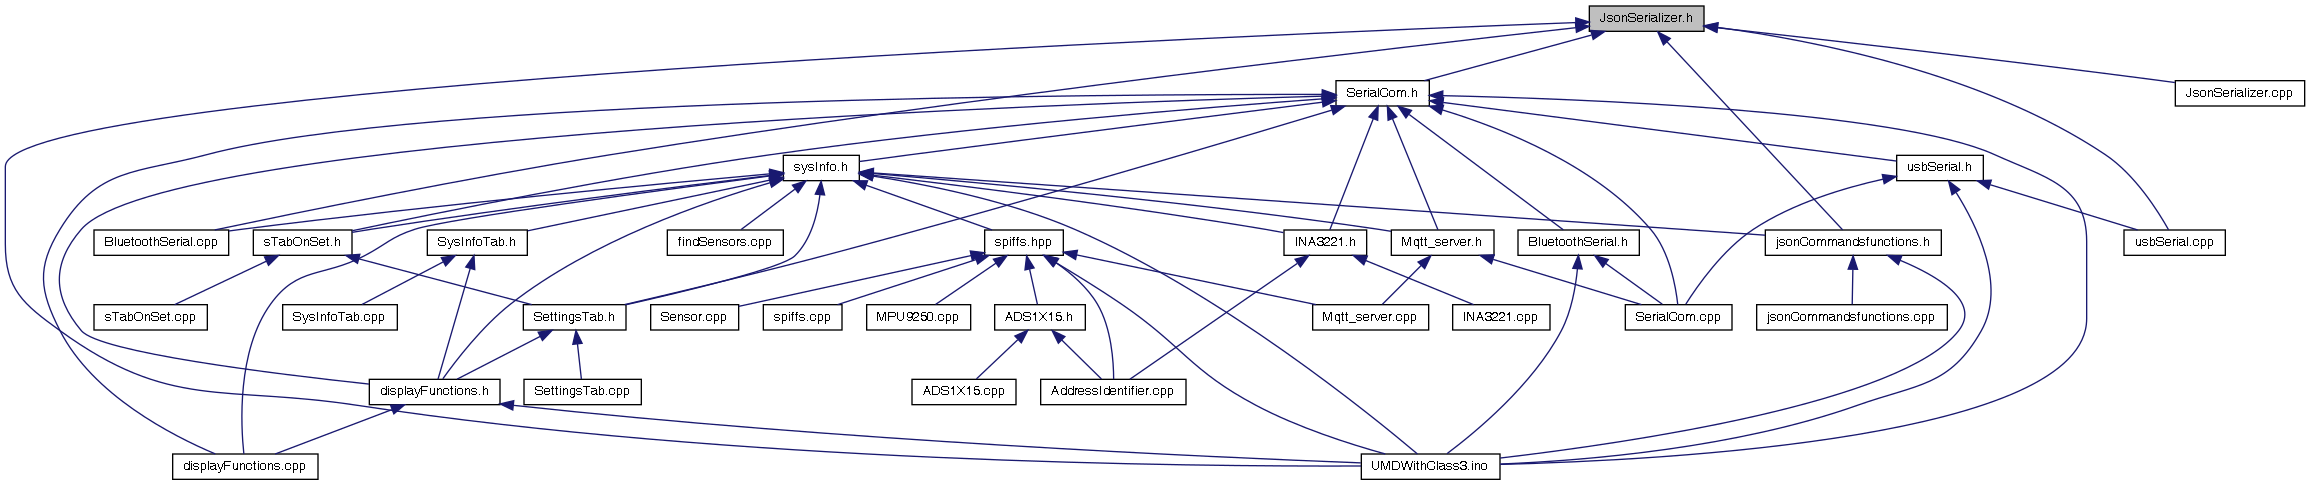 JsonSerializer.h
SerialCom.h
JsonSerializer.cpp
sysInfo.h
usbSerial.h
BluetoothSerial.cpp
sTabOnSet.h
SysInfoTab.h
findSensors.cpp
spiffs.hpp
INA3221.h
Mqtt_server.h
BluetoothSerial.h
jsonCommandsfunctions.h
usbSerial.cpp
sTabOnSet.cpp
SysInfoTab.cpp
SettingsTab.h
Sensor.cpp
spiffs.cpp
MPU9250.cpp
ADS1X15.h
Mqtt_server.cpp
INA3221.cpp
SerialCom.cpp
jsonCommandsfunctions.cpp
displayFunctions.h
SettingsTab.cpp
ADS1X15.cpp
AddressIdentifier.cpp
displayFunctions.cpp
UMDWithClass3.ino